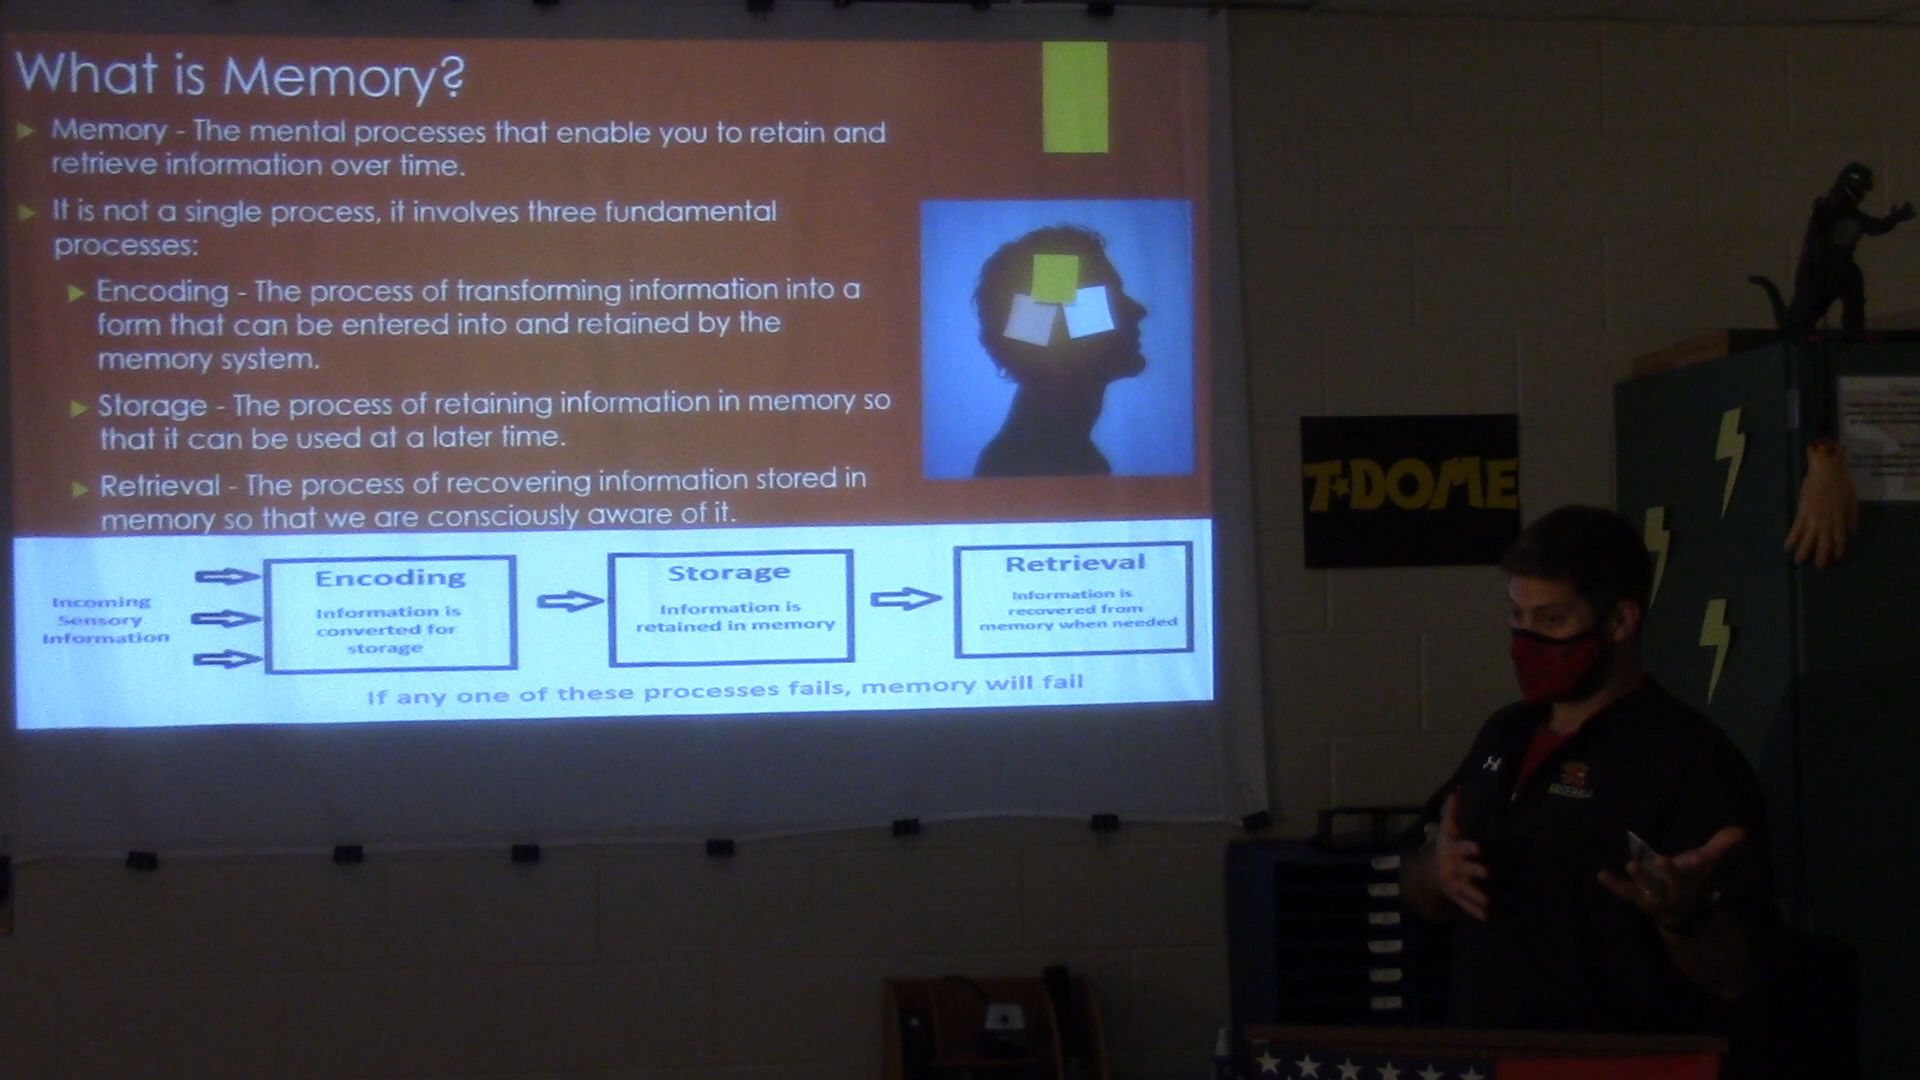 What is Memory?
Memory - The mental processes that enable you to retain and
retrieve information over time.
It is not a single process, it involves three fundamental
processes:
Encoding - The process of transforming information into a
form that can be entered into and retained by the
memory system.
Storage - The process of retaining information in memory so
that it can be used at a later time.
Retrieval - The process of recovering information stored in
memory so that we are consciously aware of it.
Incoming
Sensory
Information
Encoding
Information is
converted for
storage
Storage
Information is
retained in memory
Retrieval
Information is
recovered from
memory when needed
If any one of these processes fails, memory will fail
T★DOME
BASEBALL